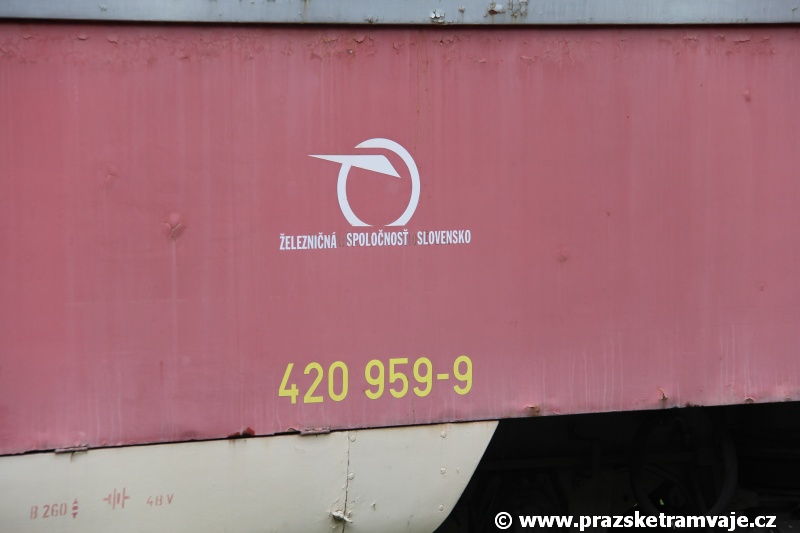 ŽELEZNIČNÁ SPOLOČNOSŤ SLOVENSKO
420 959-9
B 260 48 V
© www.prazsketramvaje.cz